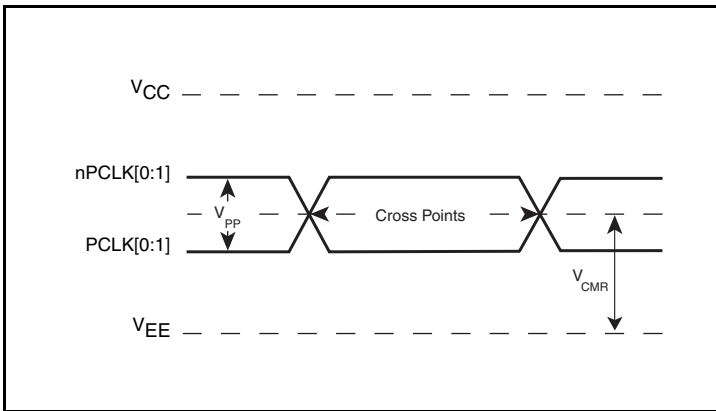 VCC
nPCLK[0:1]
VPP
Cross Points
PCLK[0:1]
VCMR
VEE